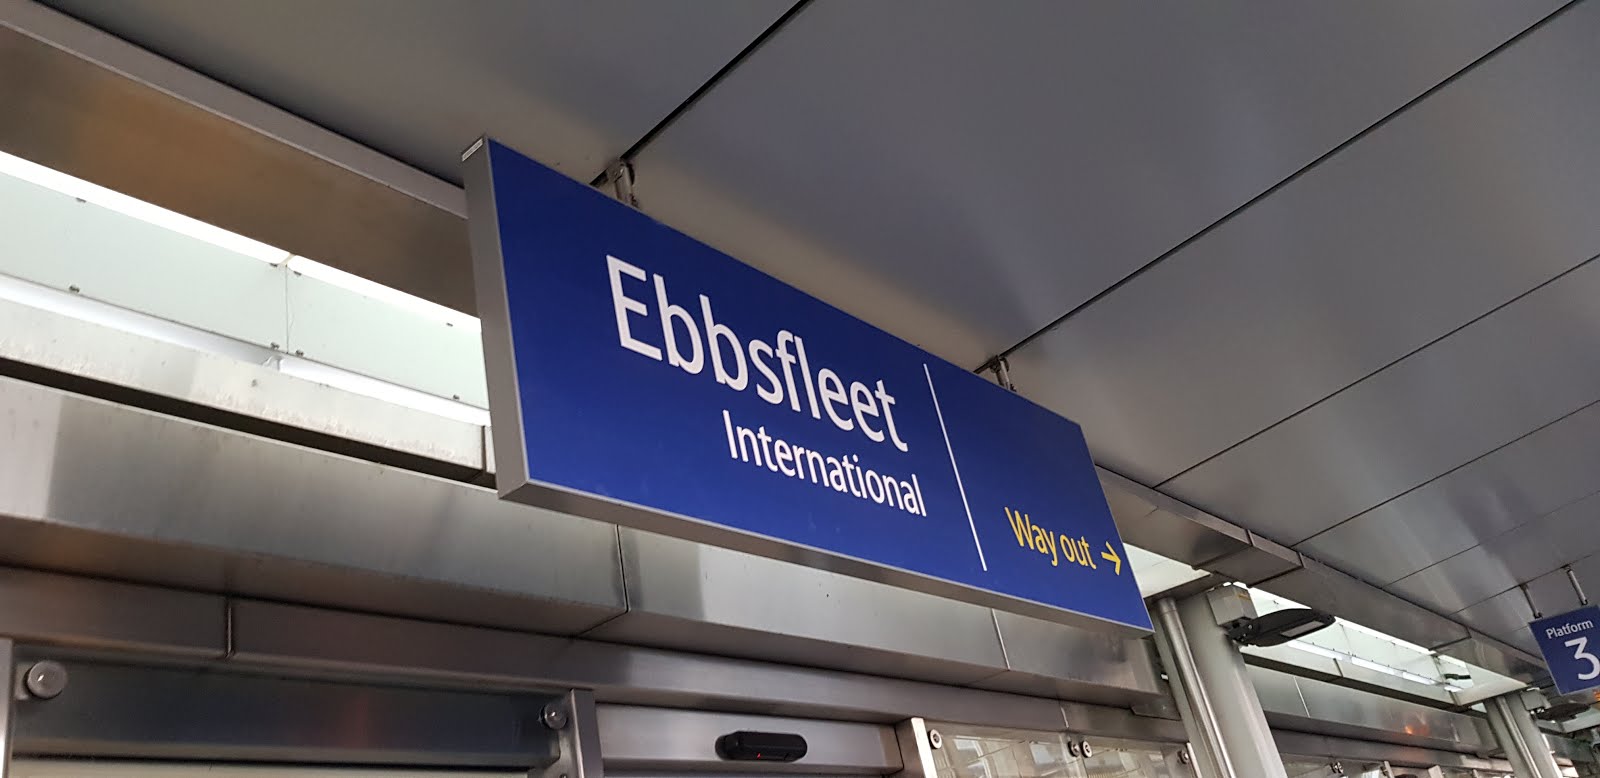 Ebbsfleet
International
Way out →
Platform
3